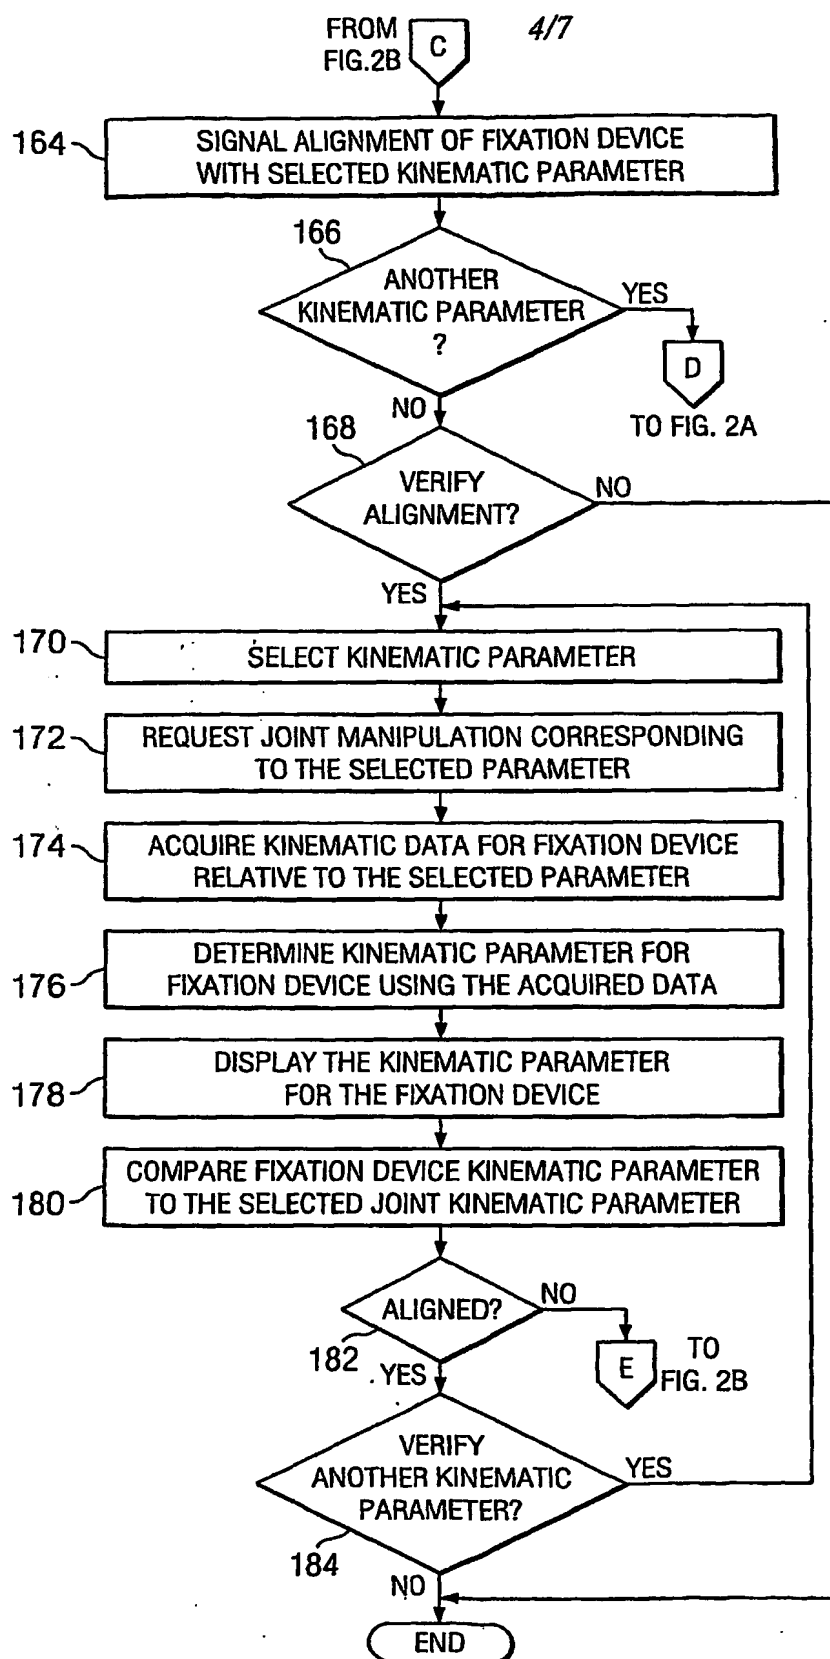 FROM
FIG.2B
C
4/7
164
SIGNAL ALIGNMENT OF FIXATION DEVICE
WITH SELECTED KINEMATIC PARAMETER
166
ANOTHER
KINEMATIC PARAMETER
?
YES
D
TO FIG. 2A
NO
168
VERIFY
ALIGNMENT?
NO
YES
170
SELECT KINEMATIC PARAMETER
172
REQUEST JOINT MANIPULATION CORRESPONDING
TO THE SELECTED PARAMETER
174
ACQUIRE KINEMATIC DATA FOR FIXATION DEVICE
RELATIVE TO THE SELECTED PARAMETER
176
DETERMINE KINEMATIC PARAMETER FOR
FIXATION DEVICE USING THE ACQUIRED DATA
178
DISPLAY THE KINEMATIC PARAMETER
FOR THE FIXATION DEVICE
180
COMPARE FIXATION DEVICE KINEMATIC PARAMETER
TO THE SELECTED JOINT KINEMATIC PARAMETER
ALIGNED?
NO
182
E
TO
FIG. 2B
YES
VERIFY
ANOTHER KINEMATIC
PARAMETER?
YES
184
NO
END